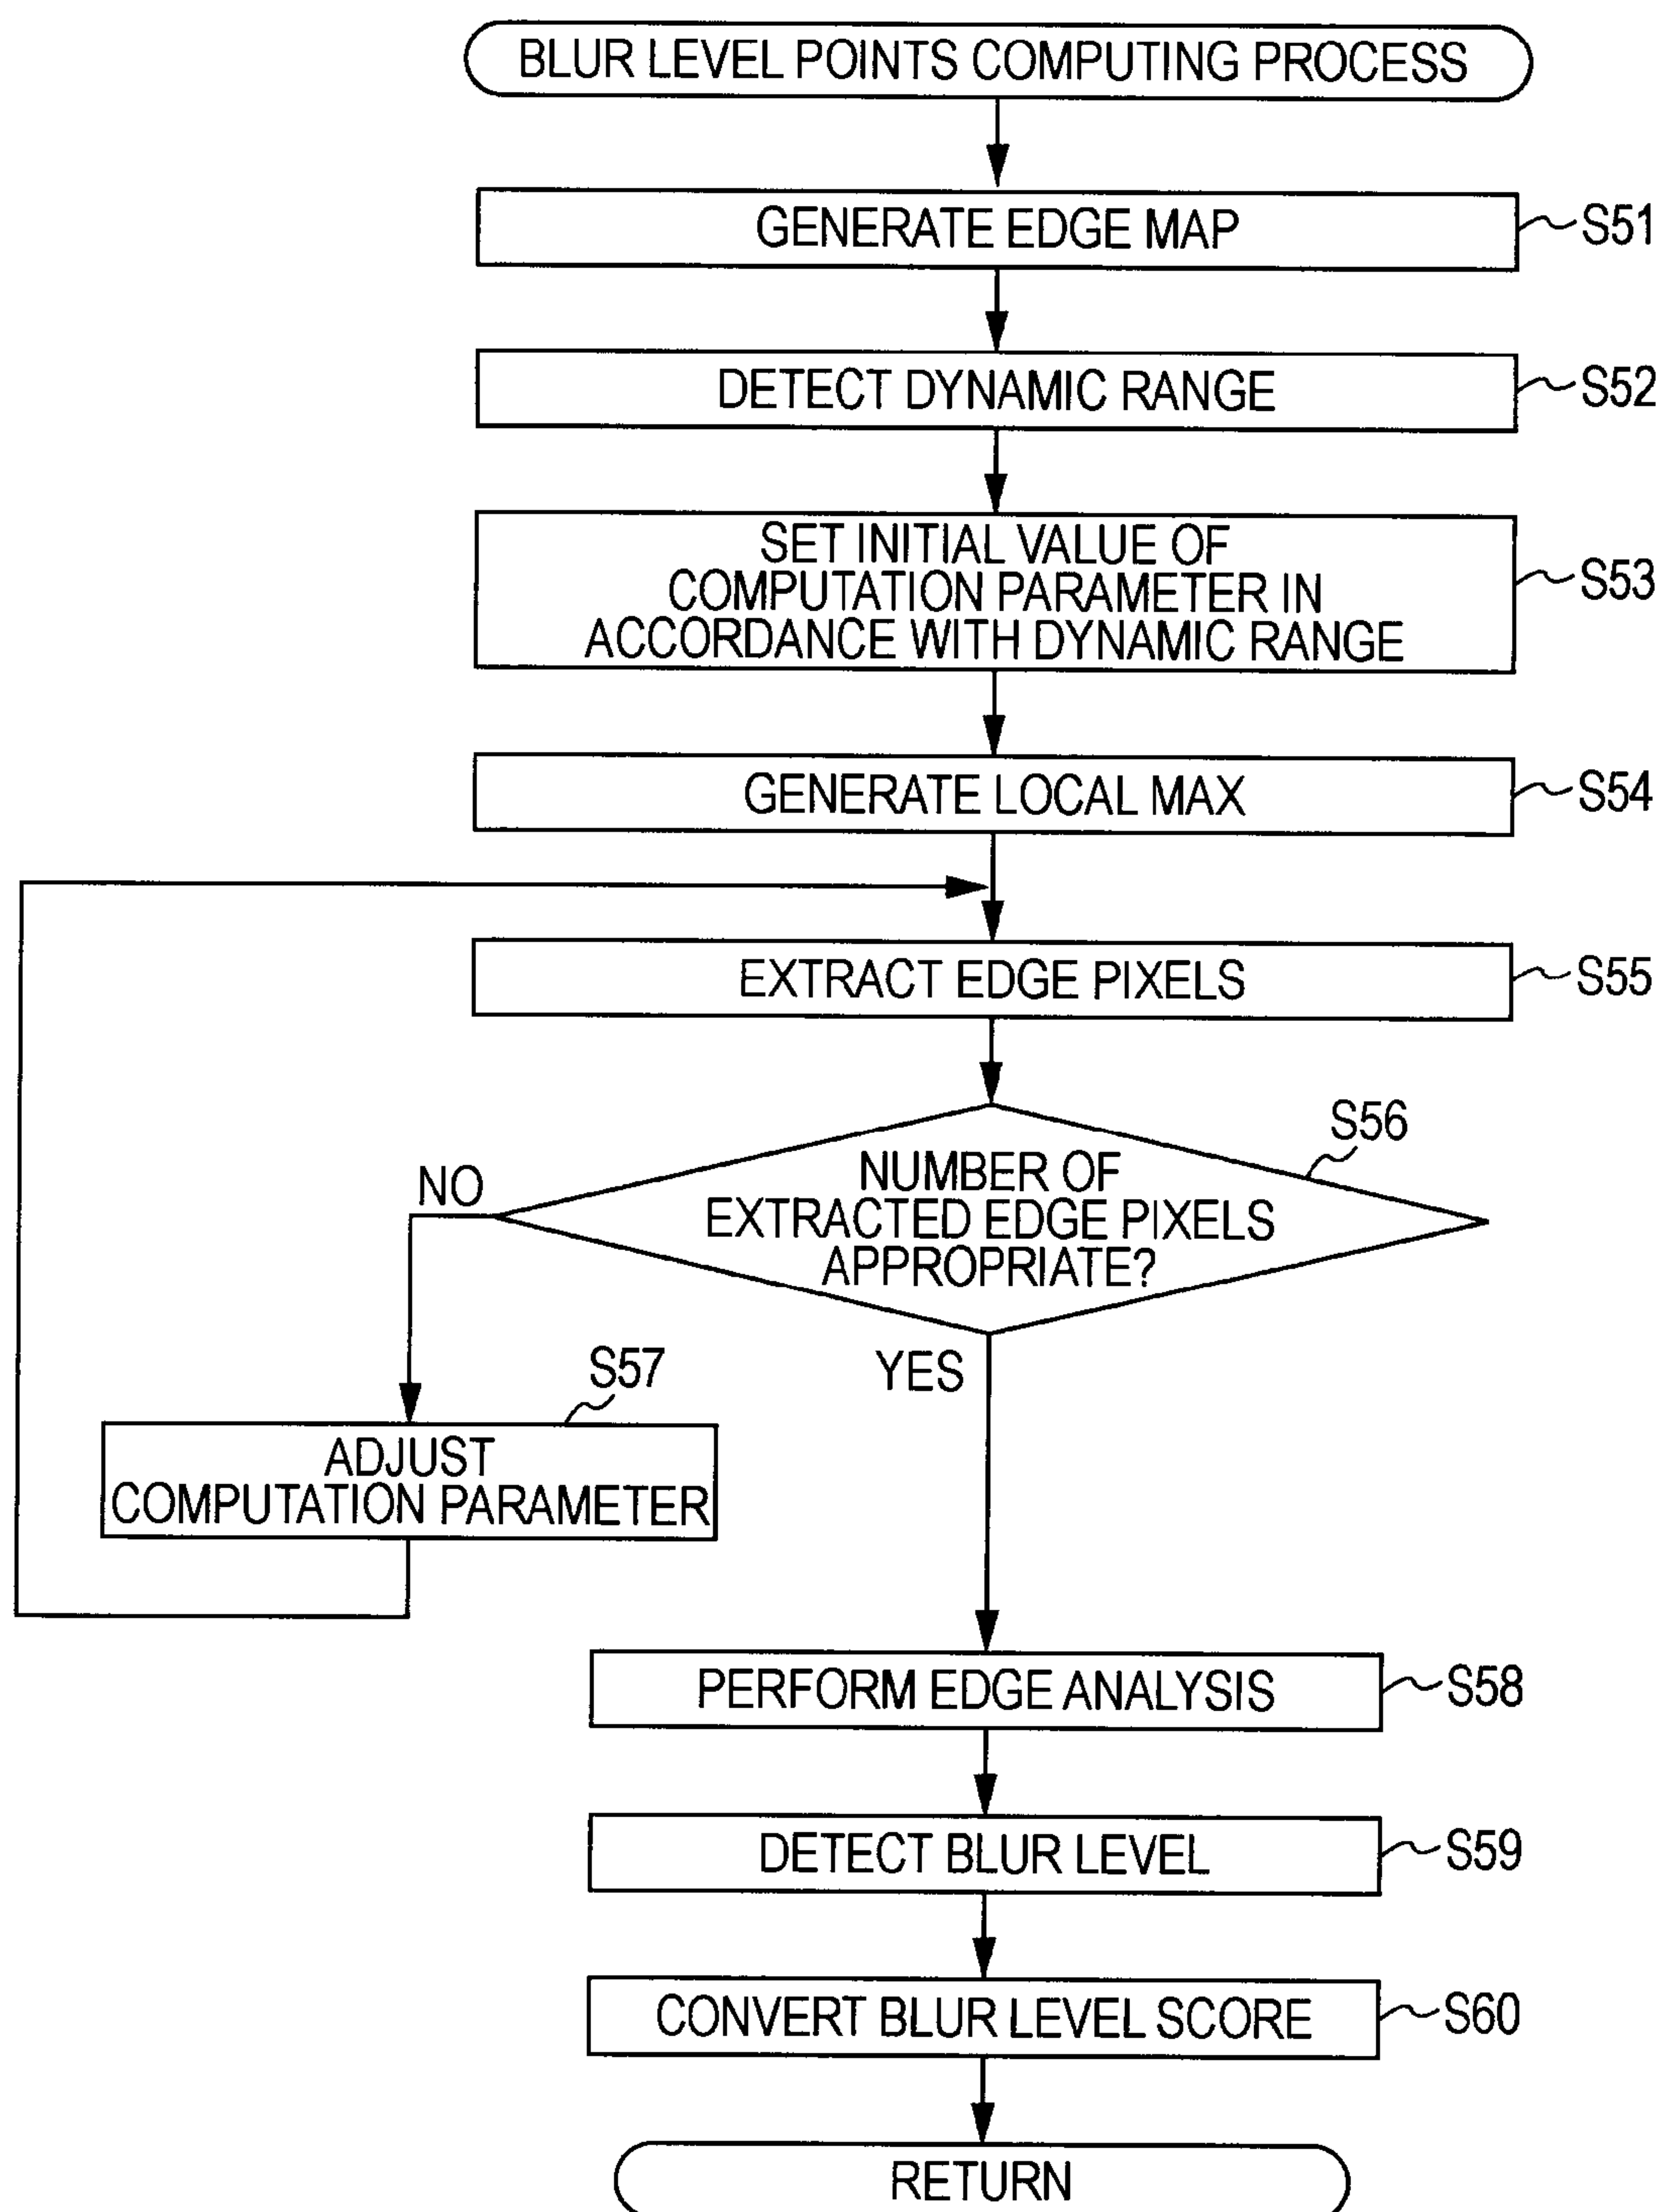 BLUR LEVEL POINTS COMPUTING PROCESS
GENERATE EDGE MAP
S51
DETECT DYNAMIC RANGE
S52
SET INITIAL VALUE OF
COMPUTATION PARAMETER IN
ACCORDANCE WITH DYNAMIC RANGE
S53
GENERATE LOCAL MAX
S54
EXTRACT EDGE PIXELS
S55
S56
NUMBER OF
EXTRACTED EDGE PIXELS
APPROPRIATE?
NO
YES
S57
ADJUST
COMPUTATION PARAMETER
PERFORM EDGE ANALYSIS
S58
DETECT BLUR LEVEL
S59
CONVERT BLUR LEVEL SCORE
S60
RETURN